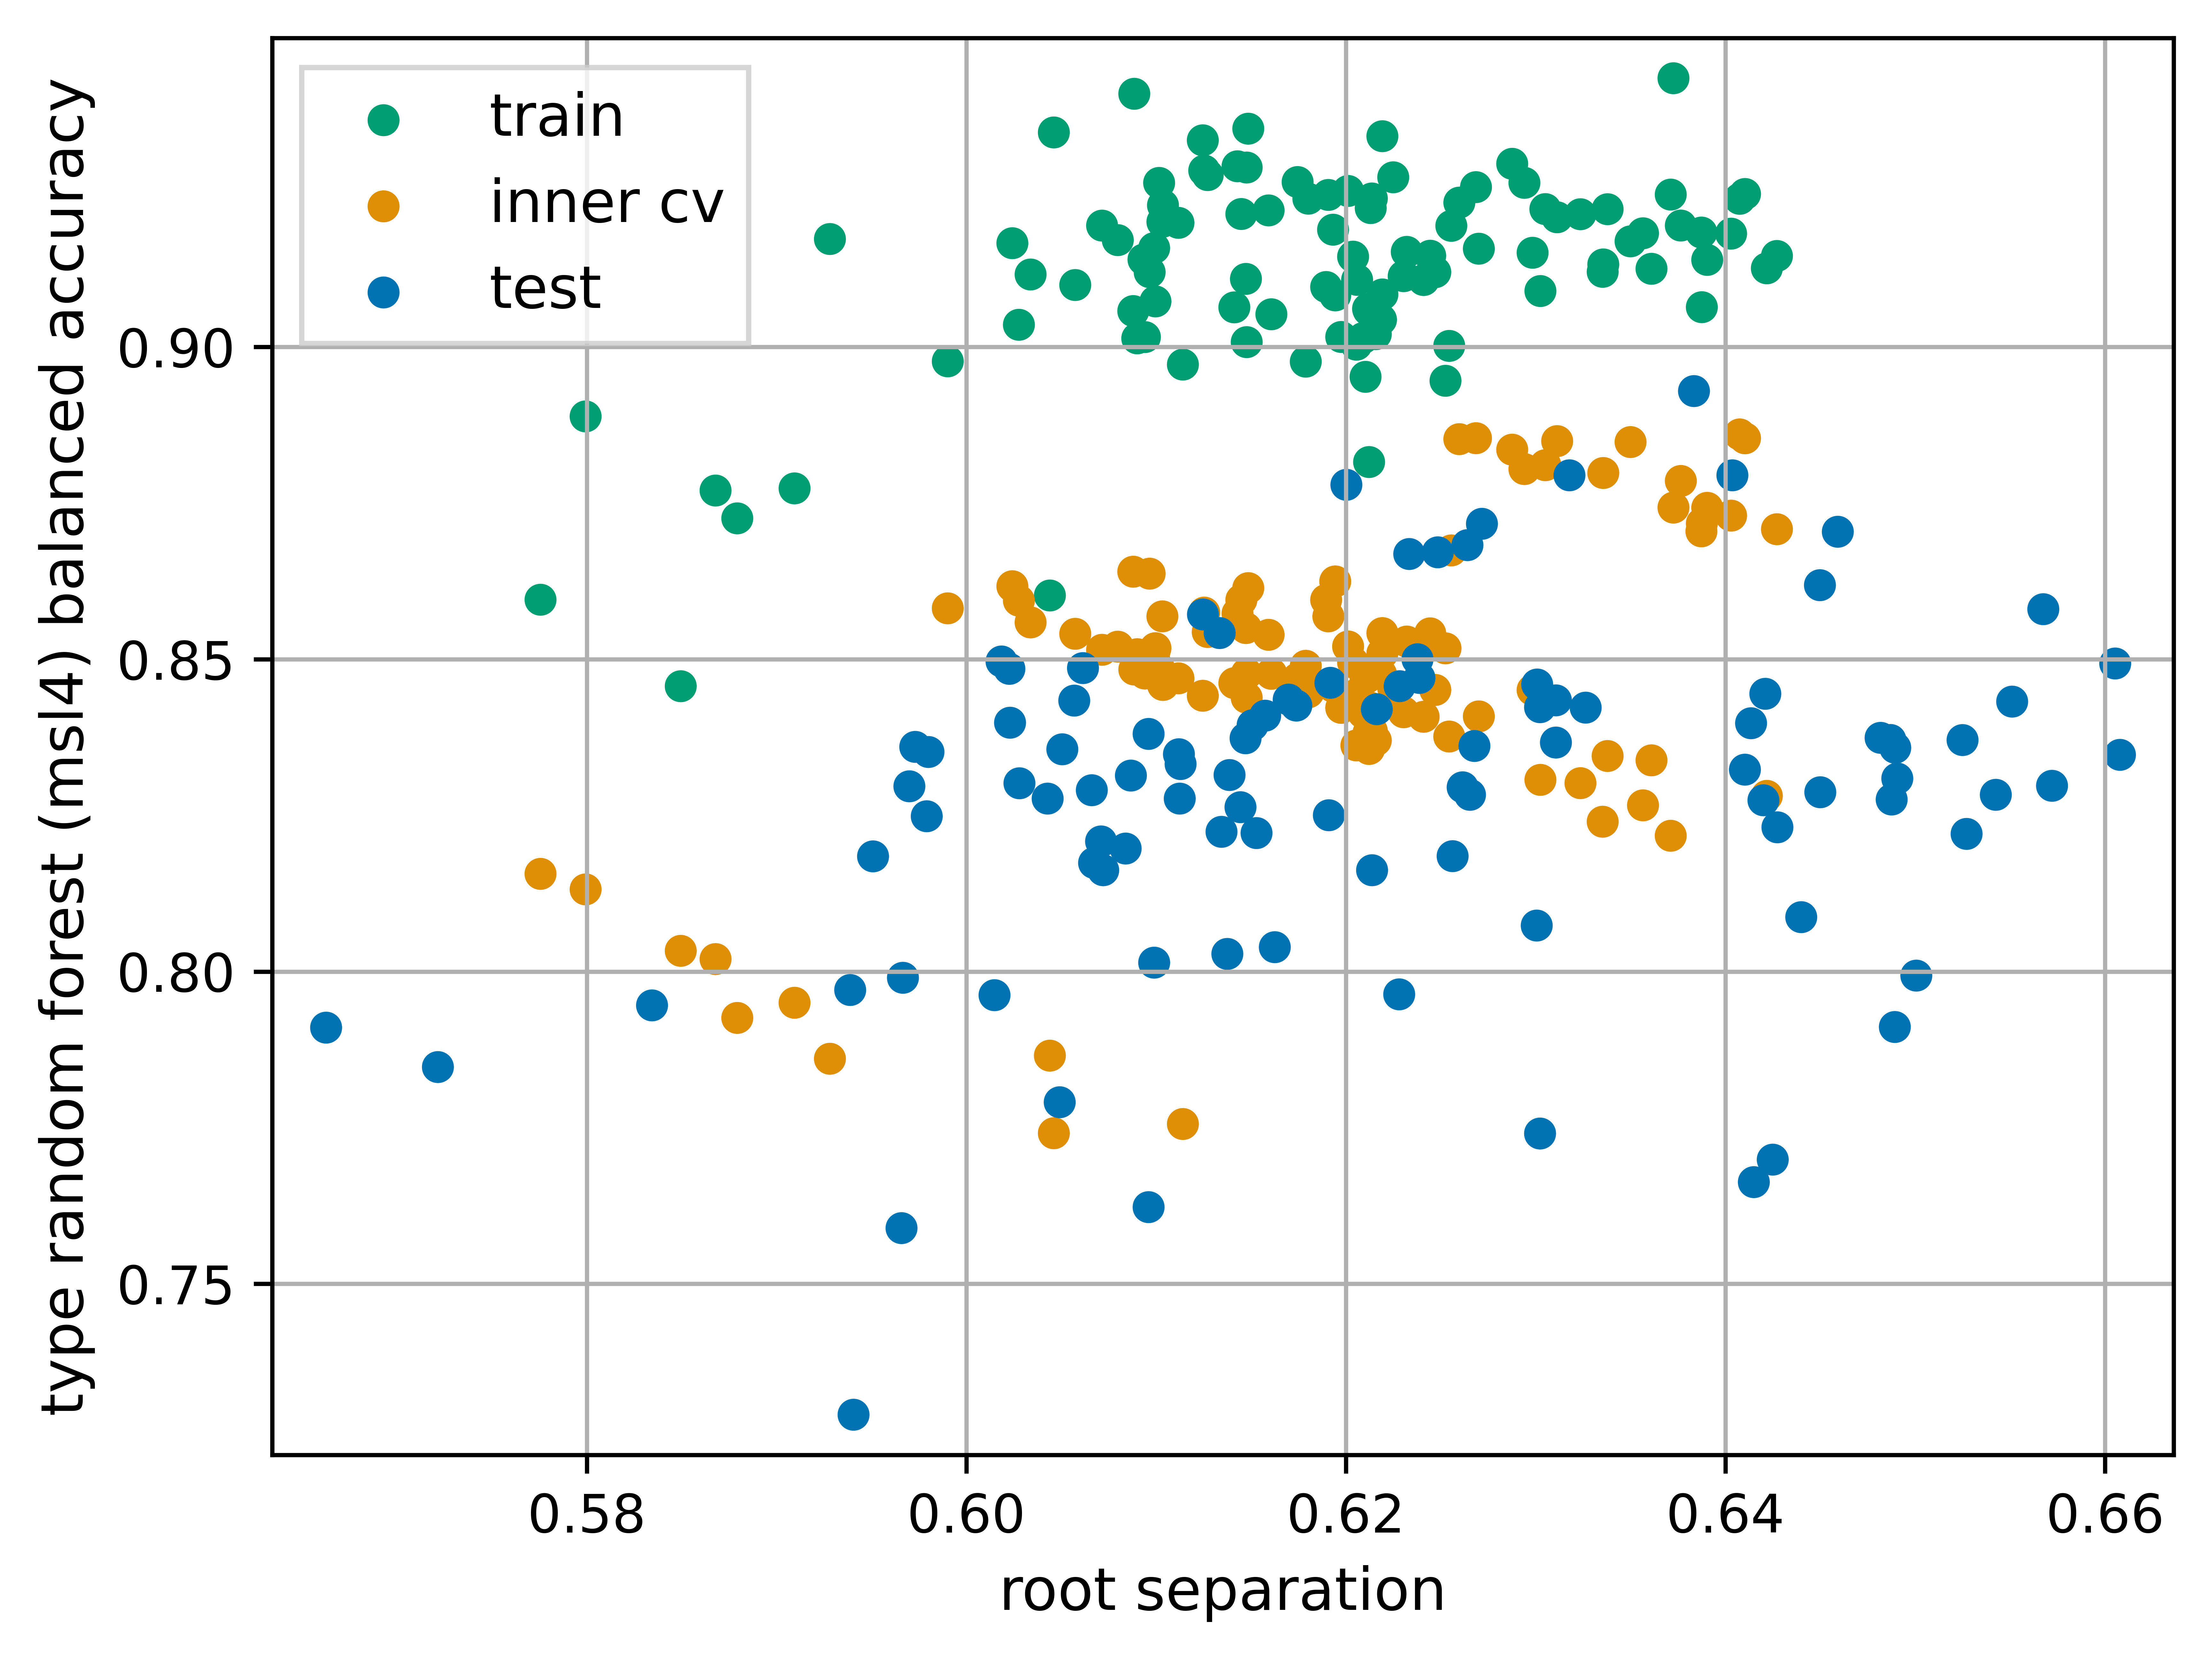 train
inner cv
test
type random forest (msl4) balanced accuracy
0.90
0.85
0.80
0.75
0.58
0.60
0.62
0.64
0.66
root separation